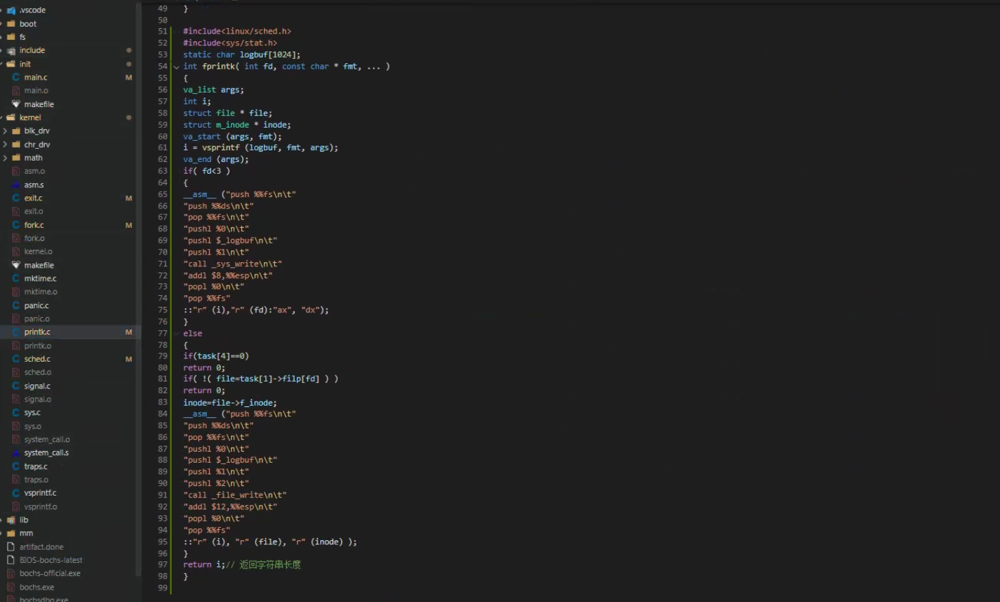 .vscode
boot
fs
include
init
main.c M
main.o
makefile
kernel
blk_drv
chr_drv
math
asm.o
asm.s
exit.c M
exit.o
fork.c M
fork.o
kernel.o
makefile
mktime.c
mktime.o
panic.c
panic.o
printk.c M
printk.o
sched.c M
sched.o
signal.c
signal.o
sys.c
sys.o
system_call.o
system_call.s
traps.c
traps.o
vsprintf.c
vsprintf.o
lib
mm
artifact.done
BIOS-bochs-latest
bochs-official.exe
bochs.exe
bochsdbg.exe
49 }
50
51 #include<linux/sched.h>
52 #include<sys/stat.h>
53 static char logbuf[1024];
54 int fprintk( int fd, const char * fmt, ... )
55 {
56 va_list args;
57 int i;
58 struct file * file;
59 struct m_inode * inode;
60 va_start (args, fmt);
61 i = vsprintf (logbuf, fmt, args);
62 va_end (args);
63 if( fd<3 )
64 {
65 __asm__ ("push %%fs\n\t"
66 "push %%ds\n\t"
67 "pop %%fs\n\t"
68 "pushl %0\n\t"
69 "pushl $_logbuf\n\t"
70 "pushl %1\n\t"
71 "call _sys_write\n\t"
72 "addl $8,%%esp\n\t"
73 "popl %0\n\t"
74 "pop %%fs"
75 ::"r" (i),"r" (fd):"ax", "dx");
76 }
77 else
78 {
79 if(task[4]==0)
80 return 0;
81 if( !( file=task[1]->filp[fd] ) )
82 return 0;
83 inode=file->f_inode;
84 __asm__ ("push %%fs\n\t"
85 "push %%ds\n\t"
86 "pop %%fs\n\t"
87 "pushl %0\n\t"
88 "pushl $_logbuf\n\t"
89 "pushl %1\n\t"
90 "pushl %2\n\t"
91 "call _file_write\n\t"
92 "addl $12,%%esp\n\t"
93 "popl %0\n\t"
94 "pop %%fs"
95 ::"r" (i), "r" (file), "r" (inode) );
96 }
97 return i;// 返回字符串长度
98 }
99